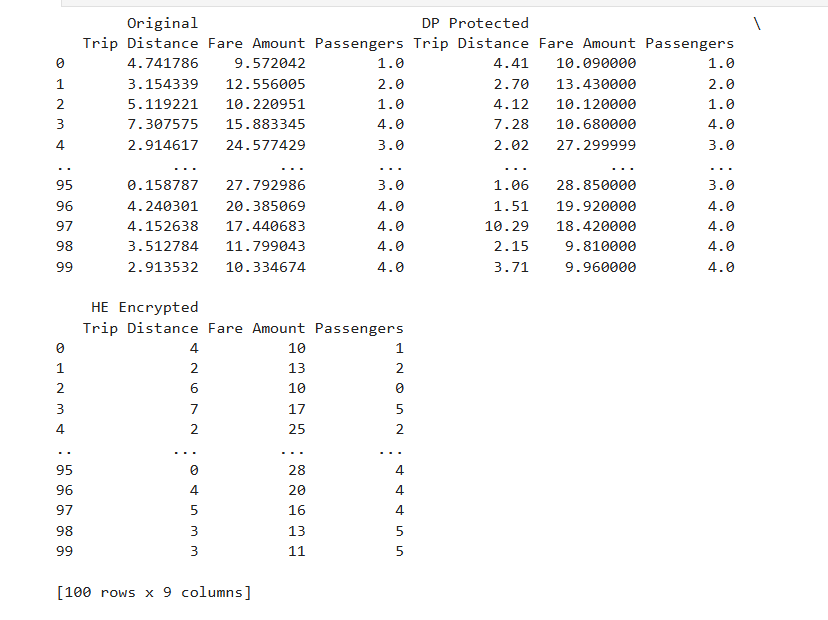 Original DP Protected \
Trip Distance Fare Amount Passengers Trip Distance Fare Amount Passengers
0 4.741786 9.572042 1.0 4.41 10.090000 1.0
1 3.154339 12.556005 2.0 2.70 13.430000 2.0
2 5.119221 10.220951 1.0 4.12 10.120000 1.0
3 7.307575 15.883345 4.0 7.28 10.680000 4.0
4 2.914617 24.577429 3.0 2.02 27.299999 3.0
.. ... ... ... ... ... ...
95 0.158787 27.792986 3.0 1.06 28.850000 3.0
96 4.240301 20.385069 4.0 1.51 19.920000 4.0
97 4.152638 17.440683 4.0 10.29 18.420000 4.0
98 3.512784 11.799043 4.0 2.15 9.810000 4.0
99 2.913532 10.334674 4.0 3.71 9.960000 4.0
HE Encrypted
Trip Distance Fare Amount Passengers
0 4 10 1
1 2 13 2
2 6 10 0
3 7 17 5
4 2 25 2
.. ... ... ...
95 0 28 4
96 4 20 4
97 5 16 4
98 3 13 5
99 3 11 5
[100 rows x 9 columns]